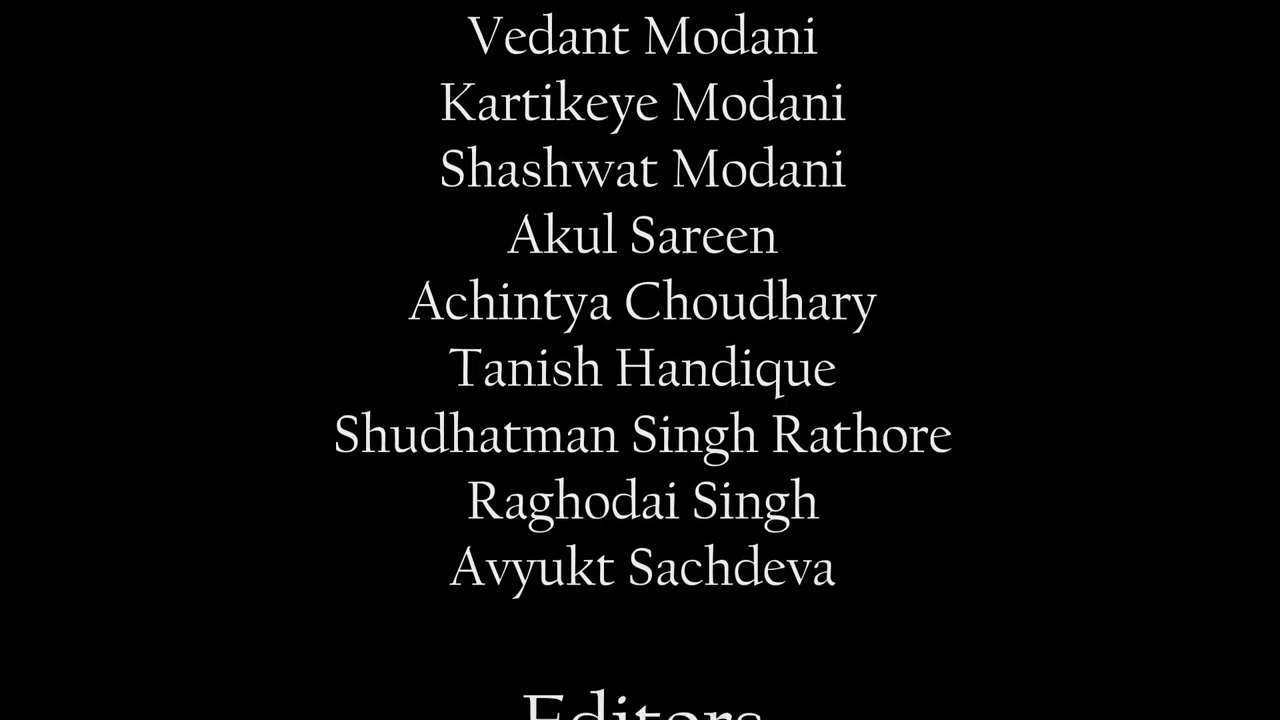 Vedant Modani
Kartikeye Modani
Shashwat Modani
Akul Sareen
Achintya Choudhary
Tanish Handique
Shudhatman Singh Rathore
Raghodai Singh
Avyukt Sachdeva
Editors